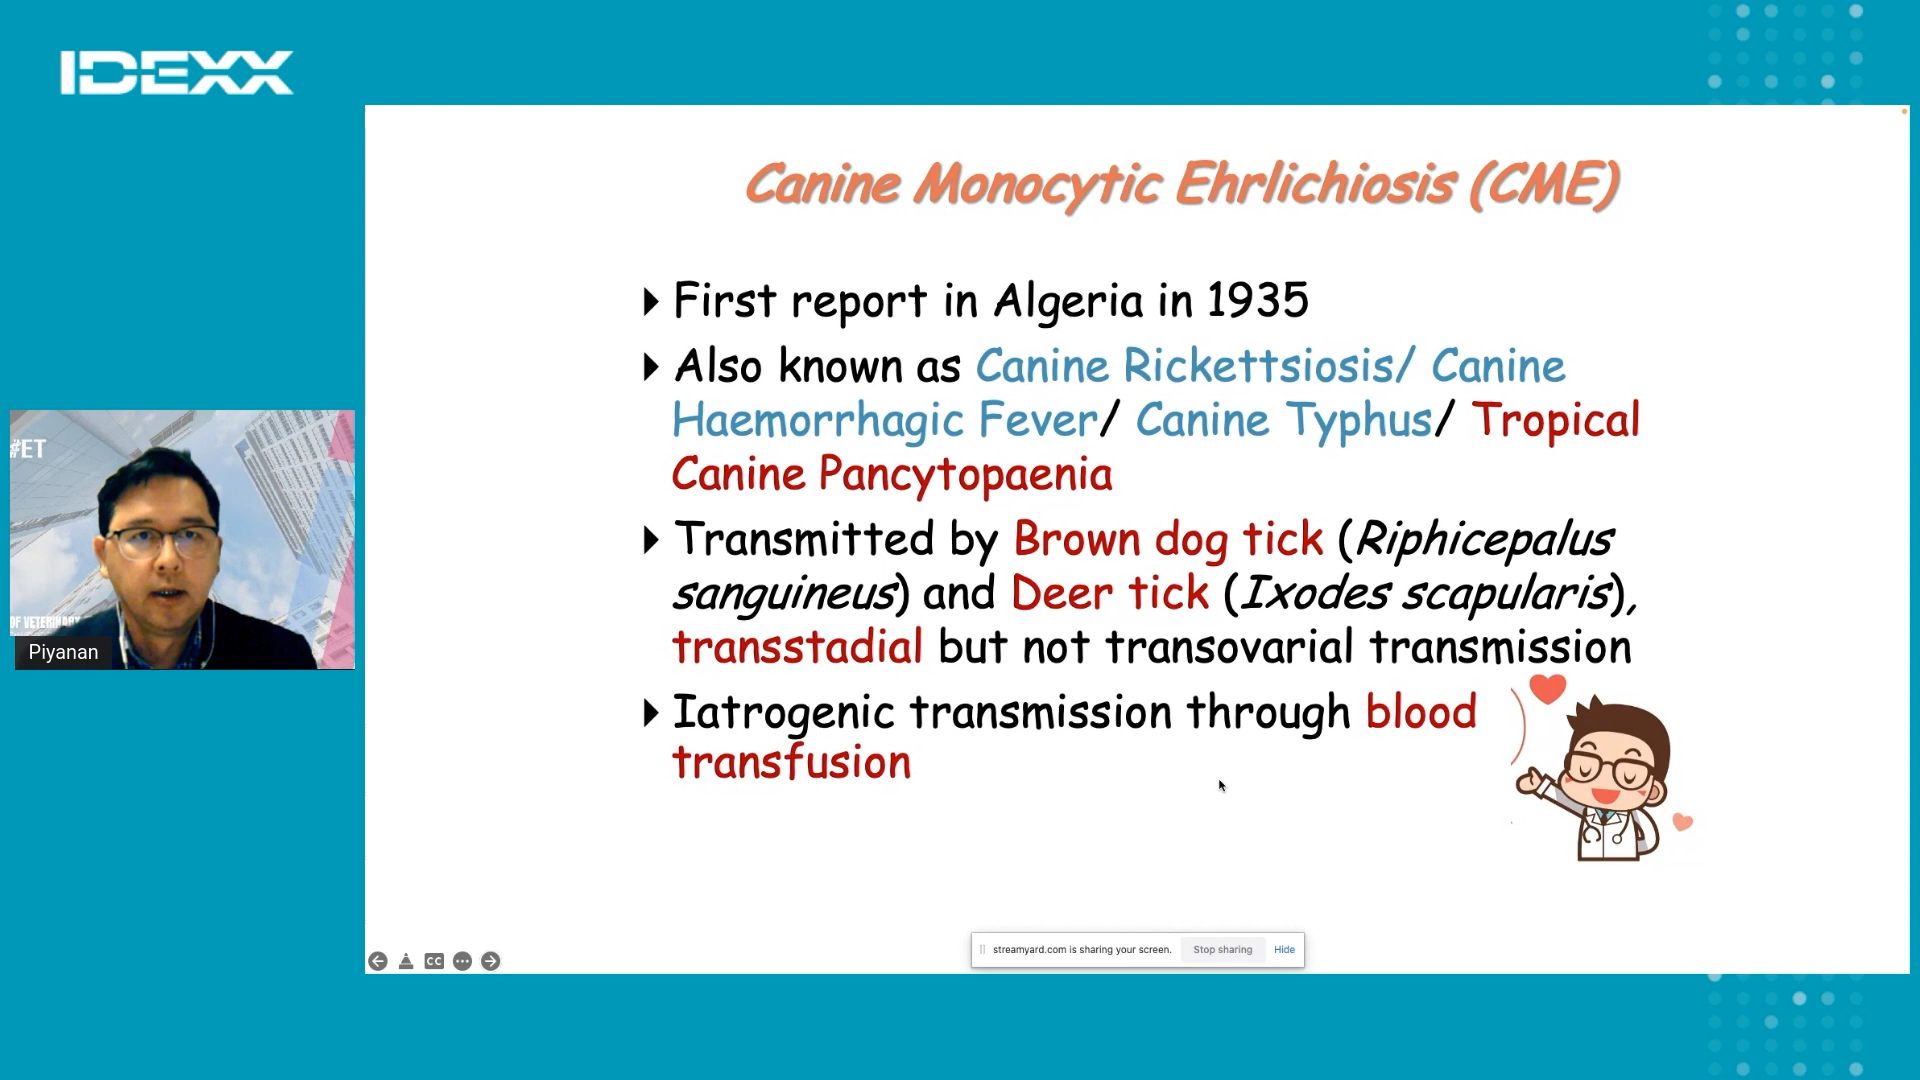 IDEXX
Canine Monocytic Ehrlichiosis (CME)
First report in Algeria in 1935
Also known as Canine Rickettsiosis/ Canine
Haemorrhagic Fever/ Canine Typhus/ Tropical
Canine Pancytopaenia
Transmitted by Brown dog tick (Riphicepalus
sanguineus) and Deer tick (Ixodes scapularis),
transstadial but not transovarial transmission
Iatrogenic transmission through blood
transfusion
#ET
OF VETERINARY
Piyanan
CC
streamyard.com is sharing your screen. Stop sharing Hide